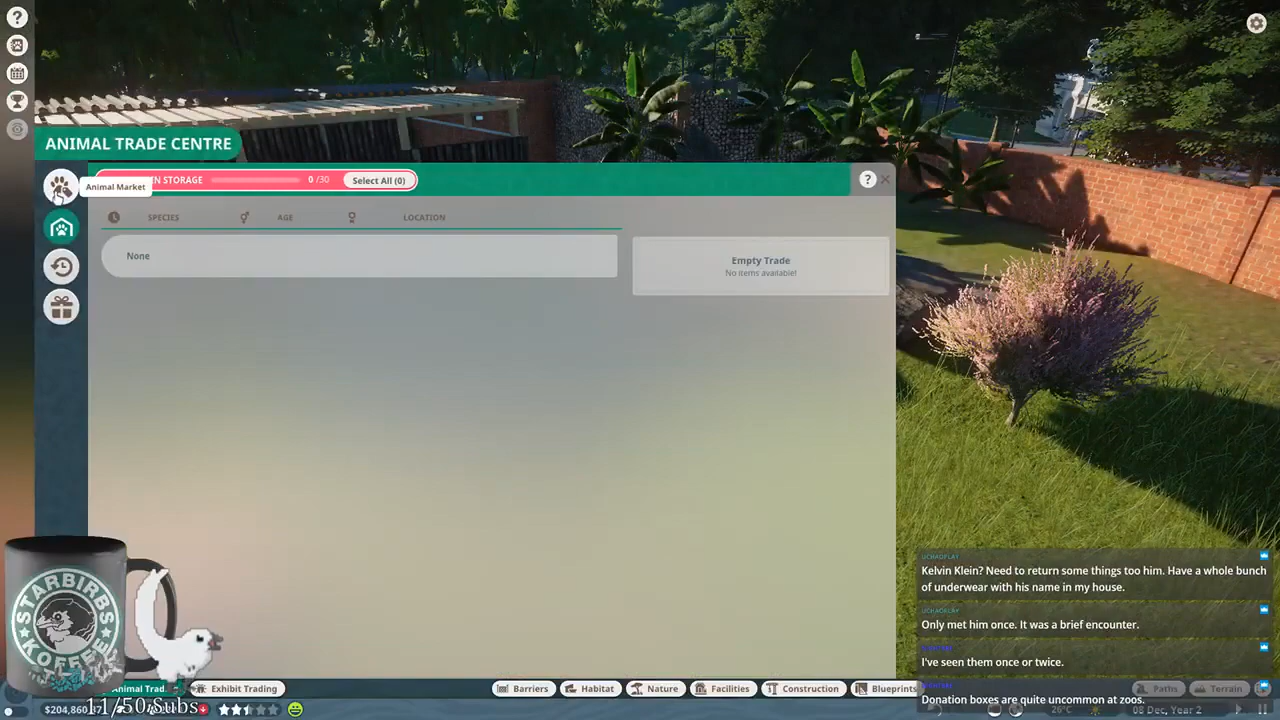 ANIMAL TRADE CENTRE
Animal Market
N STORAGE
0 /30
Select All (0)
SPECIES
AGE
LOCATION
None
Empty Trade
No items available!
Kelvin Klein? Need to return some things too him. Have a whole bunch
of underwear with his name in my house.
UCHAOPLAY
Only met him once. It was a brief encounter.
I've seen them once or twice.
Donation boxes are quite uncommon at zoos.
STARBIRBS
KOFFEE
Animal Trad
Exhibit Trading
Barriers
Habitat
Nature
Facilities
Construction
Blueprints
Paths
Terrain
$204,860
11/50 Subs
26°C
08 Dec, Year 2